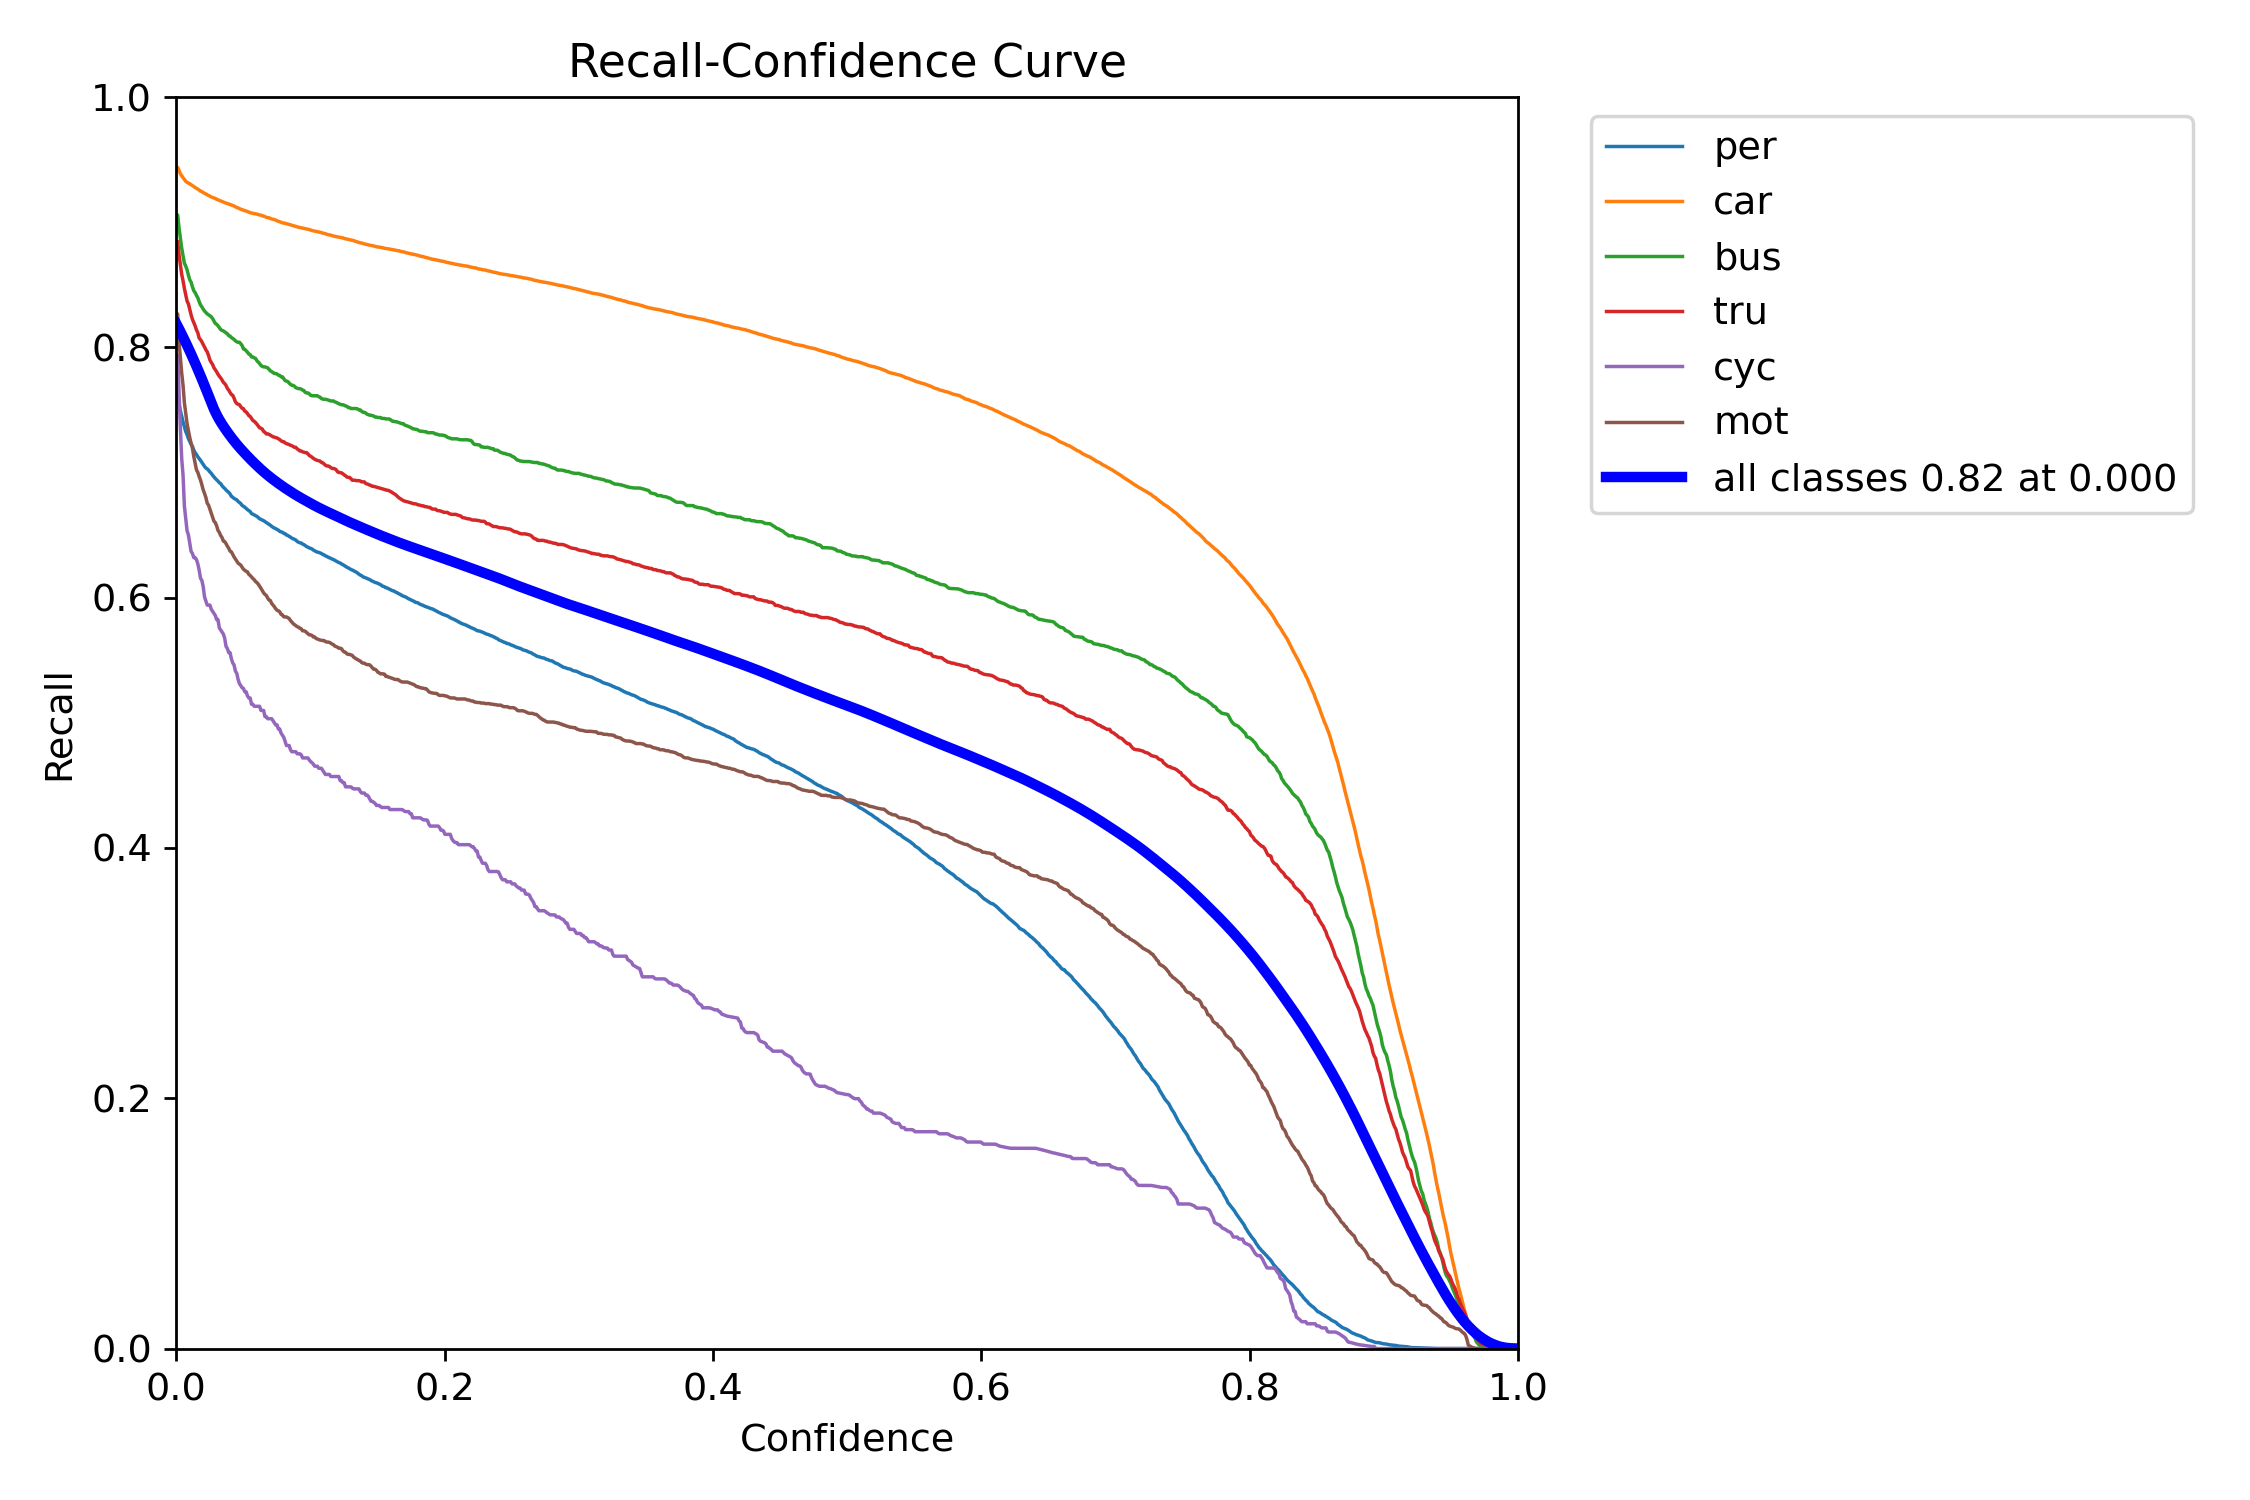 Recall-Confidence Curve
1.0
0.8
0.6
0.4
0.2
0.0
Recall
0.0 0.2 0.4 0.6 0.8 1.0
Confidence
per
car
bus
tru
cyc
mot
all classes 0.82 at 0.000